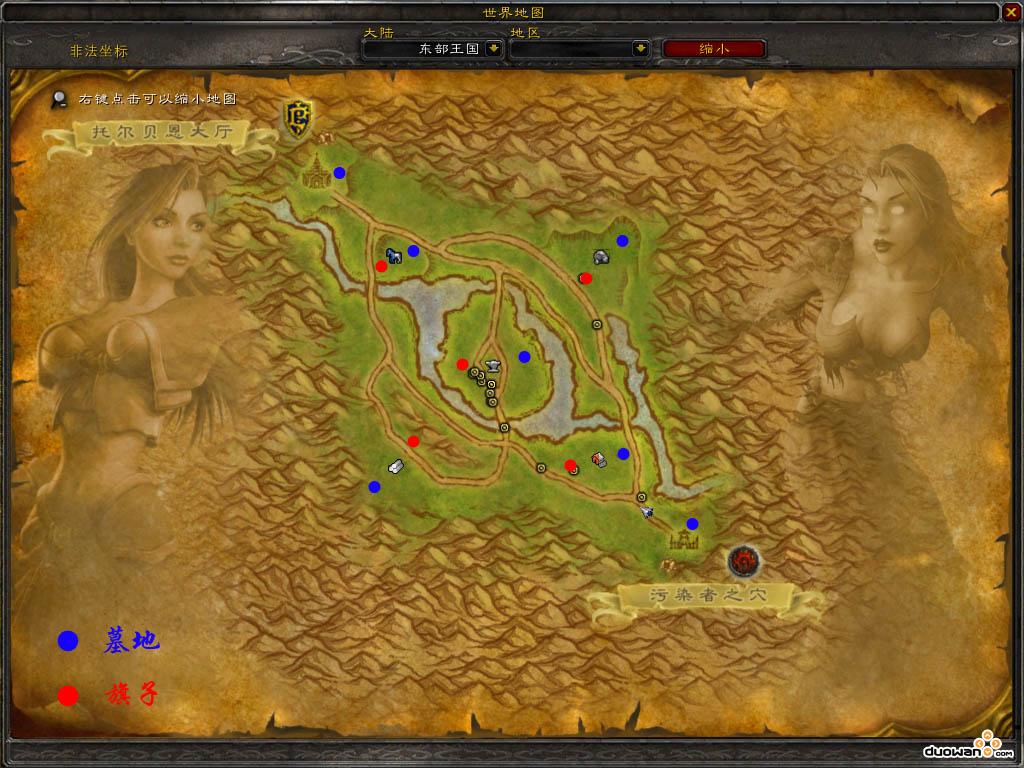 世界地图
大陆
地区
非法坐标
东部王国
缩小
右键点击可以缩小地图
托尔贝恩大厅
污染者之穴
墓地
旗子
duowan.com